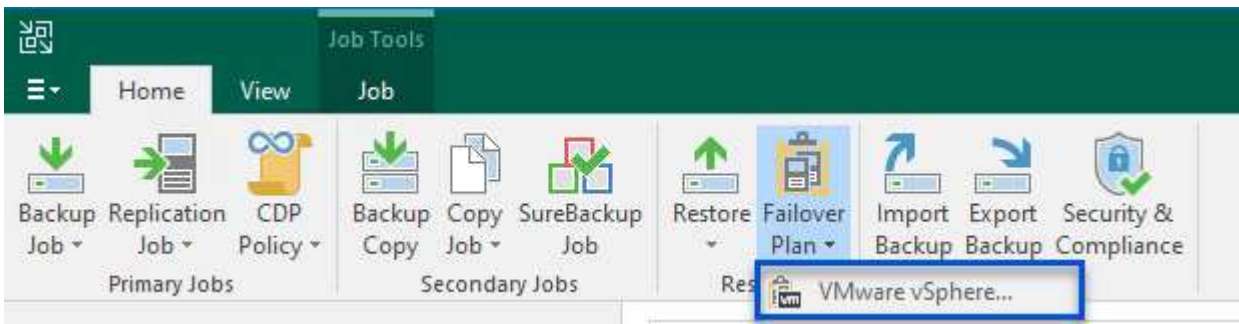 Job Tools
Home View Job
Backup Job
Replication Job
CDP Policy
Backup Copy
Copy Job
SureBackup Job
Restore
Failover Plan
Import Backup
Export Backup
Security & Compliance
Primary Jobs
Secondary Jobs
Res
vm VMware vSphere...